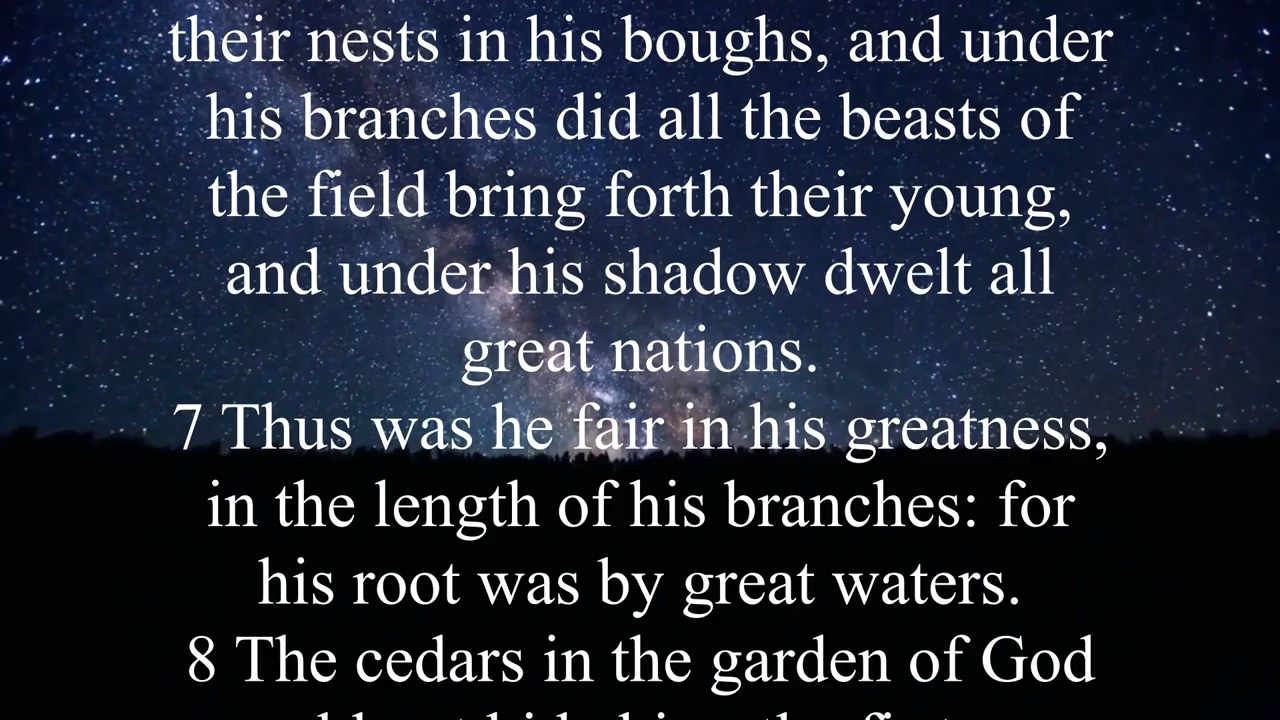 their nests in his boughs, and under
his branches did all the beasts of
the field bring forth their young,
and under his shadow dwelt all
great nations.
7 Thus was he fair in his greatness,
in the length of his branches: for
his root was by great waters.
8 The cedars in the garden of God